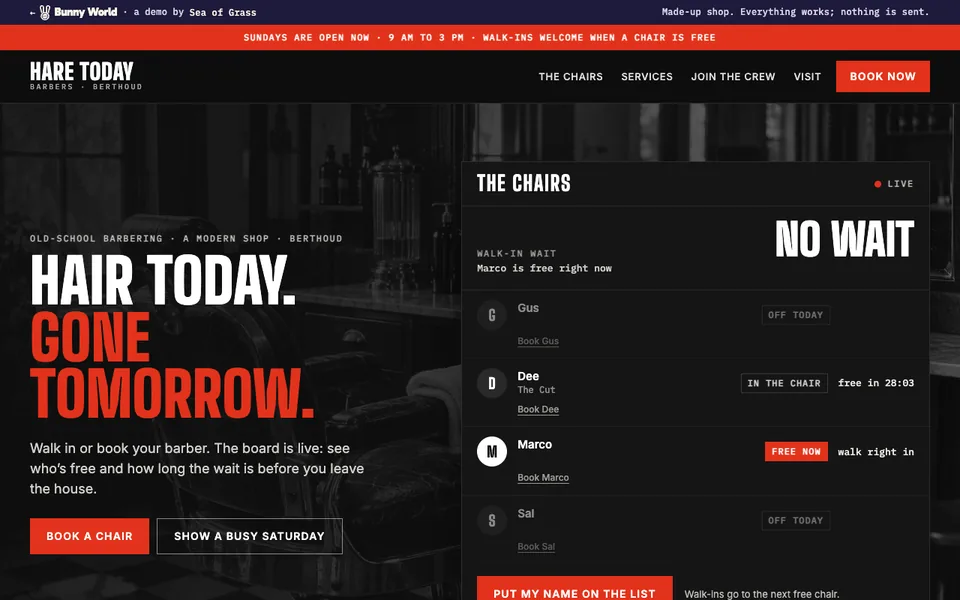 ← Bunny World · a demo by Sea of Grass
Made-up shop. Everything works; nothing is sent.
SUNDAYS ARE OPEN NOW · 9 AM TO 3 PM · WALK-INS WELCOME WHEN A CHAIR IS FREE
HARE TODAY
BARBERS · BERTHOUD
THE CHAIRS
SERVICES
JOIN THE CREW
VISIT
BOOK NOW
OLD-SCHOOL BARBERING · A MODERN SHOP · BERTHOUD
HAIR TODAY.
GONE
TOMORROW.
Walk in or book your barber. The board is live: see
who's free and how long the wait is before you leave
the house.
BOOK A CHAIR
SHOW A BUSY SATURDAY
THE CHAIRS
LIVE
WALK-IN WAIT
Marco is free right now
NO WAIT
G
Gus
Book Gus
OFF TODAY
D
Dee
The Cut
Book Dee
IN THE CHAIR
free in 28:03
M
Marco
Book Marco
FREE NOW
walk right in
S
Sal
Book Sal
OFF TODAY
PUT MY NAME ON THE LIST
Walk-ins go to the next free chair.